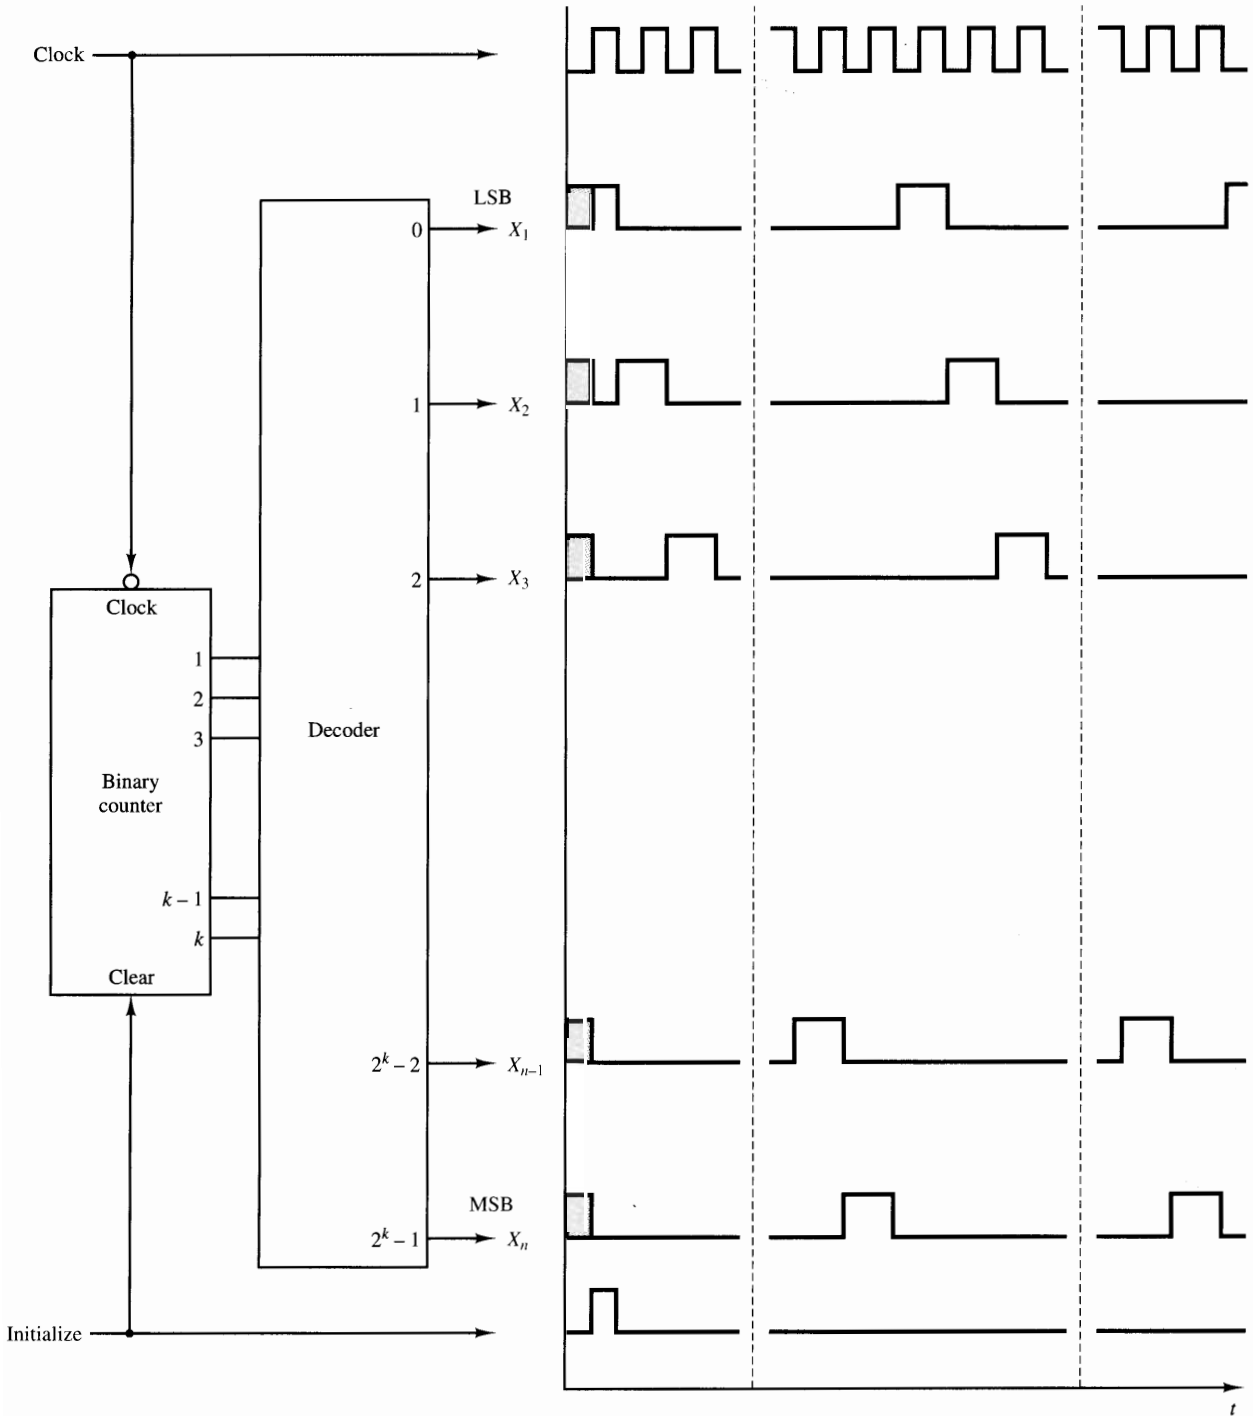 Clock
LSB
0
X₁
1
X₂
2
X₃
Clock
1
2
3
Decoder
Binary
counter
k – 1
k
Clear
2ᵏ – 2
Xₙ₋₁
MSB
2ᵏ – 1
Xₙ
Initialize
t